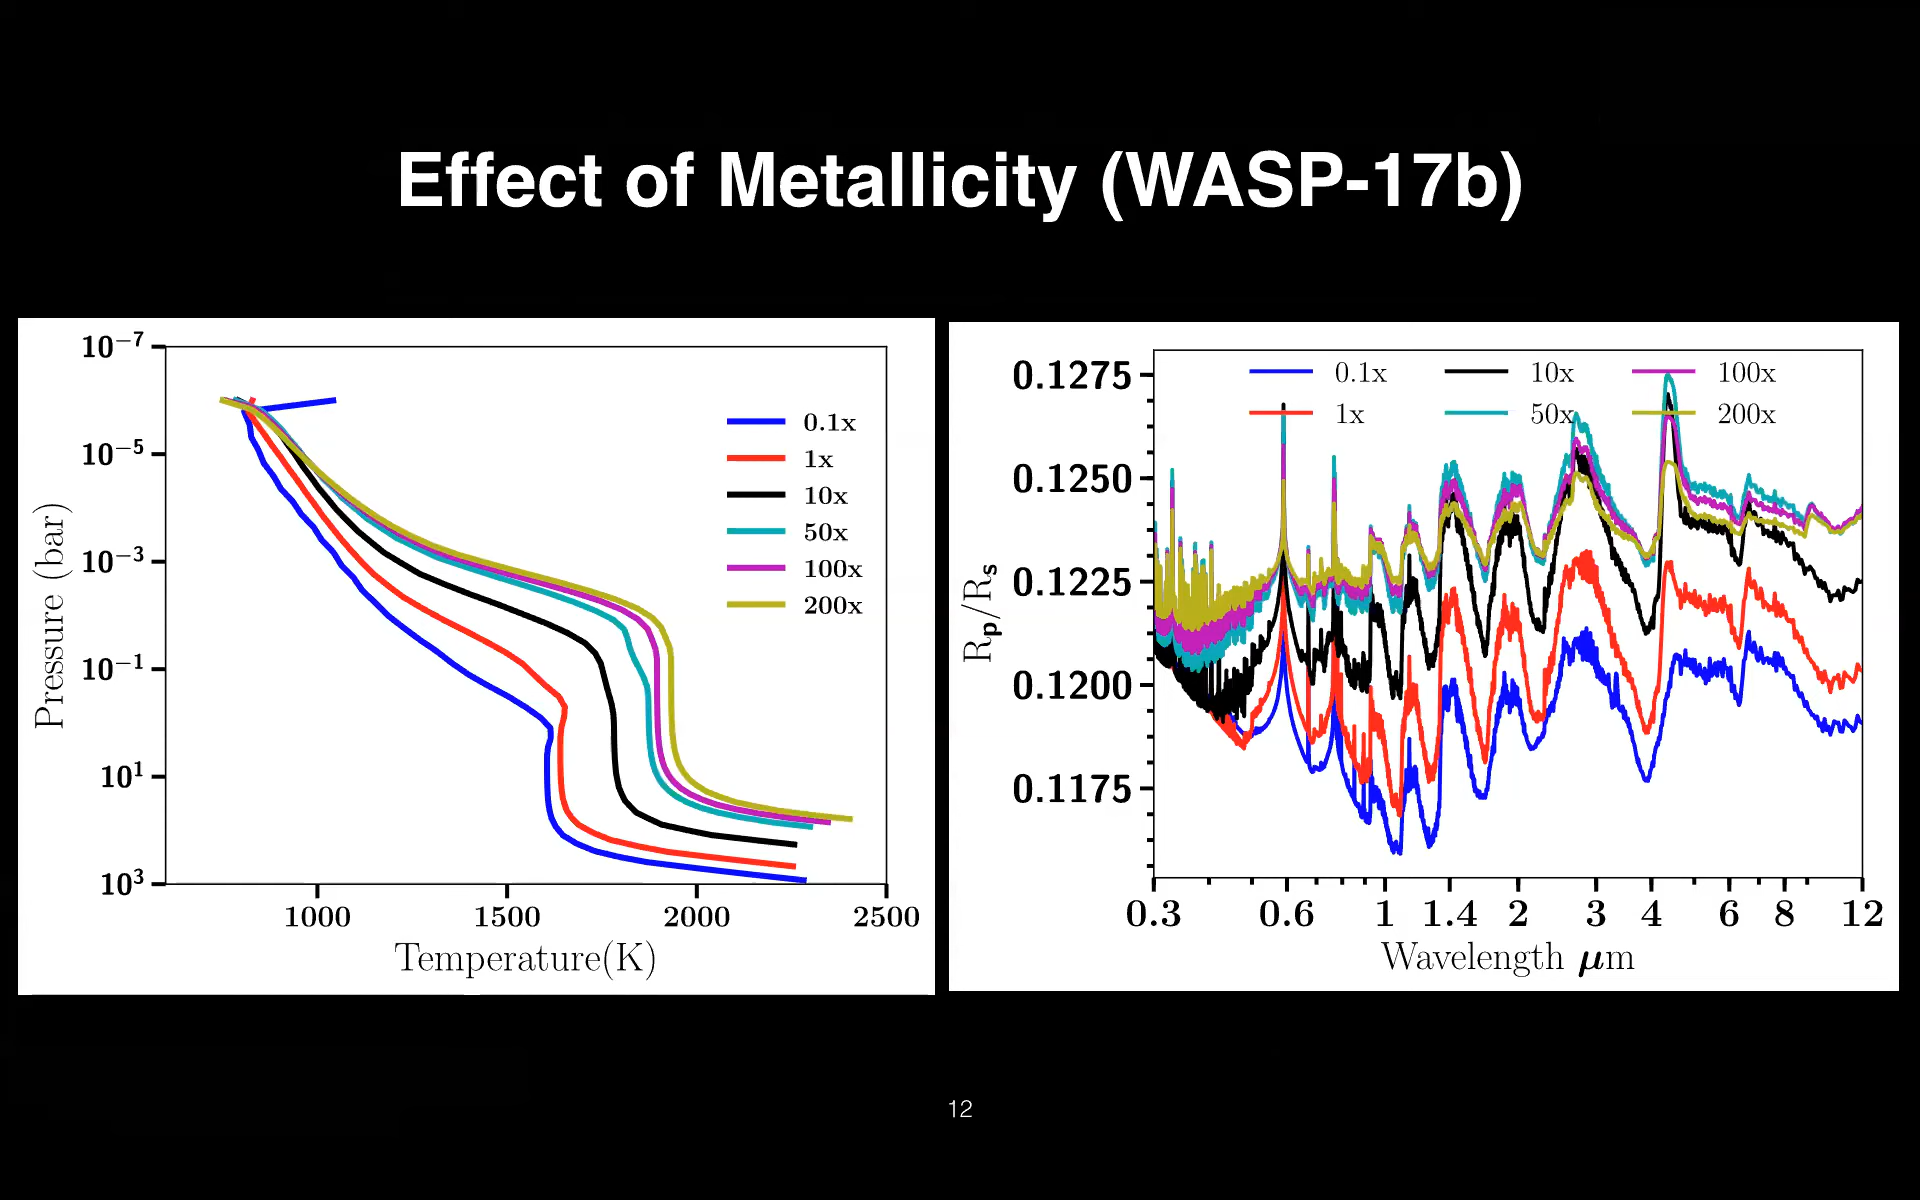 Effect of Metallicity (WASP-17b)
10⁻⁷
10⁻⁵
10⁻³
10⁻¹
10¹
10³
Pressure (bar)
0.1x
1x
10x
50x
100x
200x
1000 1500 2000 2500
Temperature(K)
0.1275
0.1250
0.1225
0.1200
0.1175
Rp/Rs
0.1x 10x 100x
1x 50x 200x
0.3 0.6 1 1.4 2 3 4 6 8 12
Wavelength μm
12